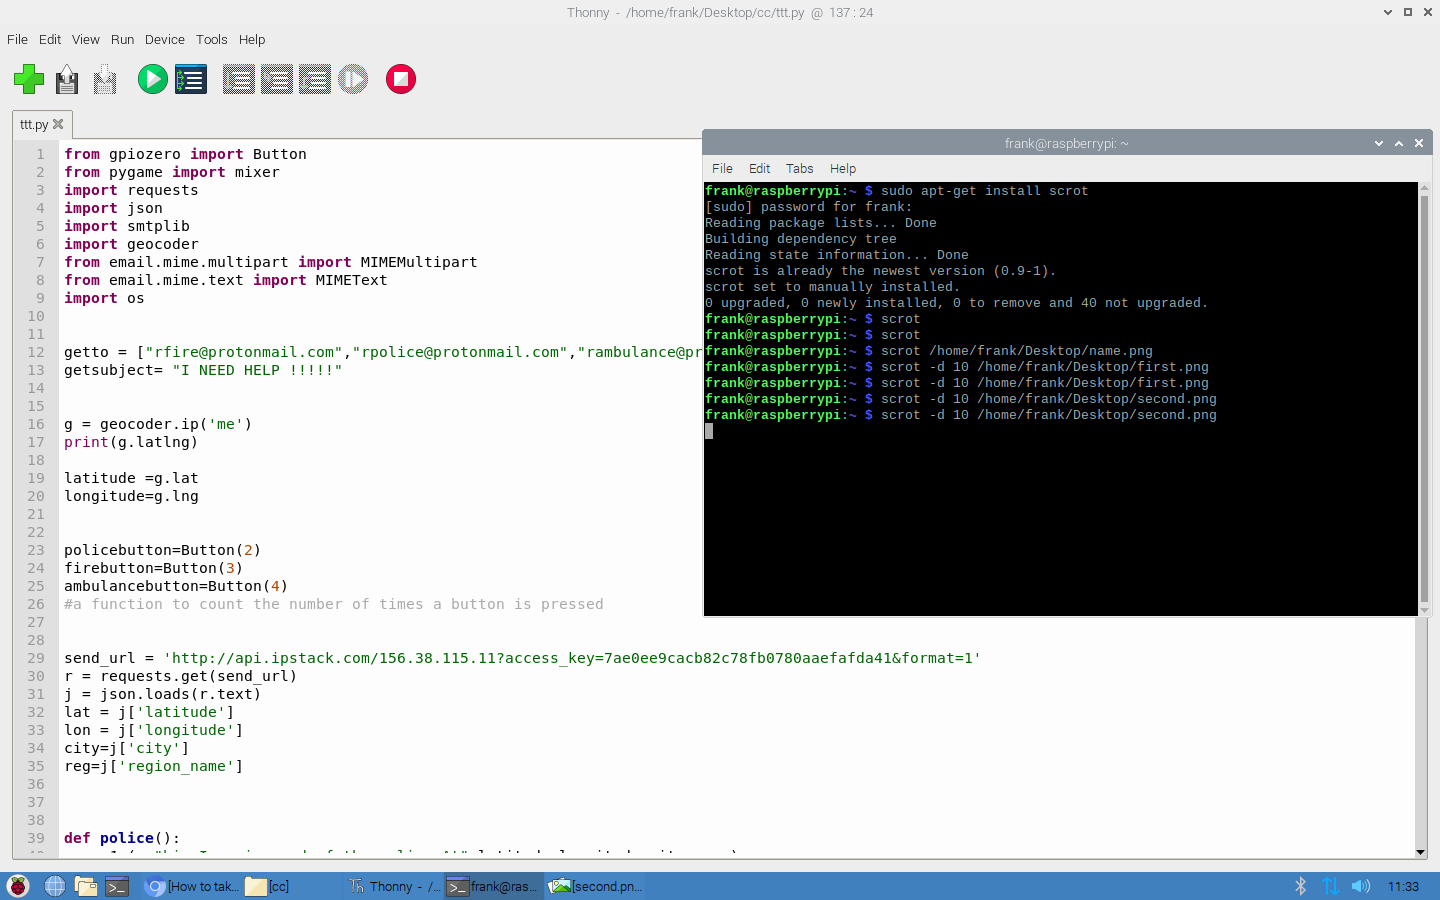 Thonny - /home/frank/Desktop/cc/ttt.py @ 137 : 24
File Edit View Run Device Tools Help
ttt.py
1 from gpiozero import Button
2 from pygame import mixer
3 import requests
4 import json
5 import smtplib
6 import geocoder
7 from email.mime.multipart import MIMEMultipart
8 from email.mime.text import MIMEText
9 import os
10
11
12 getto = ["rfire@protonmail.com","rpolice@protonmail.com","rambulance@pr
13 getsubject= "I NEED HELP !!!!!"
14
15
16 g = geocoder.ip('me')
17 print(g.latlng)
18
19 latitude =g.lat
20 longitude=g.lng
21
22
23 policebutton=Button(2)
24 firebutton=Button(3)
25 ambulancebutton=Button(4)
26 #a function to count the number of times a button is pressed
27
28
29 send_url = 'http://api.ipstack.com/156.38.115.11?access_key=7ae0ee9cacb82c78fb0780aaefafda41&format=1'
30 r = requests.get(send_url)
31 j = json.loads(r.text)
32 lat = j['latitude']
33 lon = j['longitude']
34 city=j['city']
35 reg=j['region_name']
36
37
38
39 def police():
frank@raspberrypi: ~
File Edit Tabs Help
frank@raspberrypi:~ $ sudo apt-get install scrot
[sudo] password for frank:
Reading package lists... Done
Building dependency tree
Reading state information... Done
scrot is already the newest version (0.9-1).
scrot set to manually installed.
0 upgraded, 0 newly installed, 0 to remove and 40 not upgraded.
frank@raspberrypi:~ $ scrot
frank@raspberrypi:~ $ scrot
frank@raspberrypi:~ $ scrot /home/frank/Desktop/name.png
frank@raspberrypi:~ $ scrot -d 10 /home/frank/Desktop/first.png
frank@raspberrypi:~ $ scrot -d 10 /home/frank/Desktop/first.png
frank@raspberrypi:~ $ scrot -d 10 /home/frank/Desktop/second.png
frank@raspberrypi:~ $ scrot -d 10 /home/frank/Desktop/second.png
[How to tak... [cc] Thonny - /... frank@ras... [second.pn... 11:33